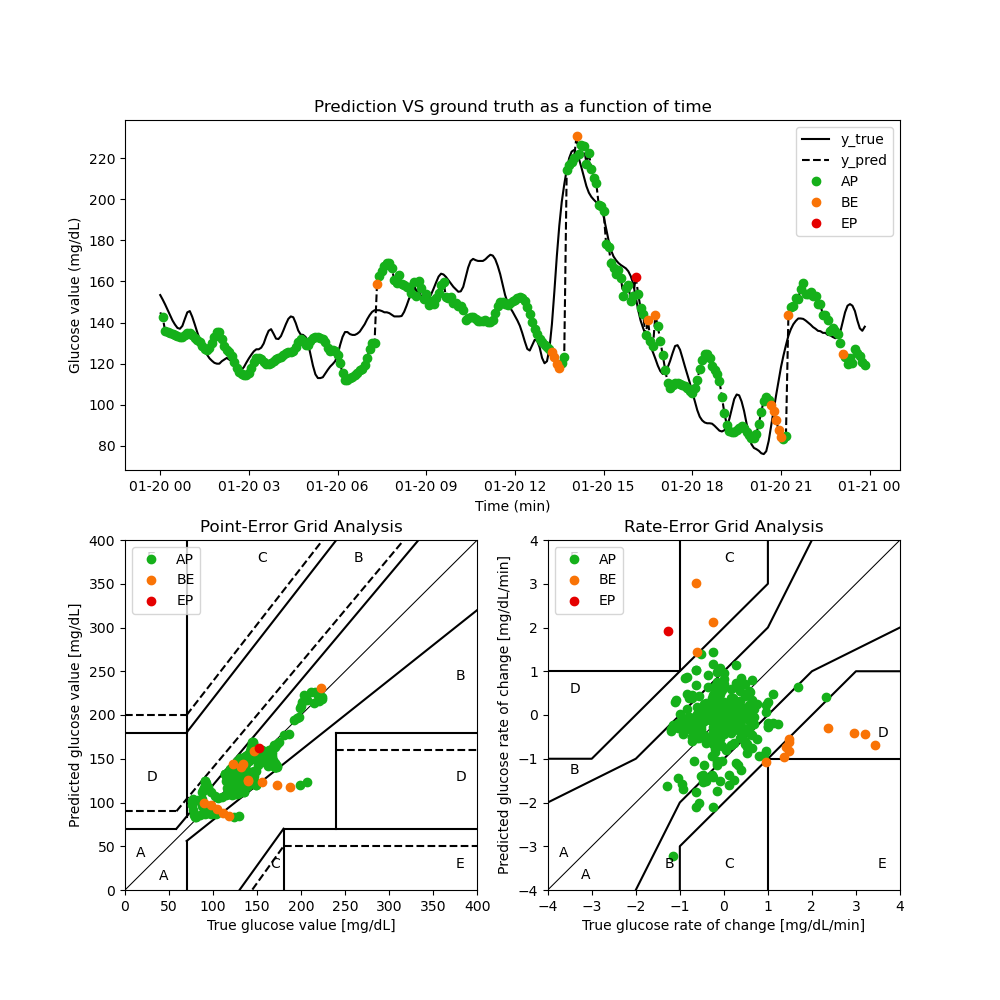 Prediction VS ground truth as a function of time
Glucose value (mg/dL)
220
200
180
160
140
120
100
80
y_true
y_pred
AP
BE
EP
01-20 00 01-20 03 01-20 06 01-20 09 01-20 12 01-20 15 01-20 18 01-20 21 01-21 00
Time (min)
Point-Error Grid Analysis
Predicted glucose value [mg/dL]
400
350
300
250
200
150
100
50
0
AP
BE
EP
C
B
B
D
D
A
A
C
E
0 50 100 150 200 250 300 350 400
True glucose value [mg/dL]
Rate-Error Grid Analysis
Predicted glucose rate of change [mg/dL/min]
4
3
2
1
0
−1
−2
−3
−4
AP
BE
EP
C
D
D
B
A
A
B
C
E
−4 −3 −2 −1 0 1 2 3 4
True glucose rate of change [mg/dL/min]